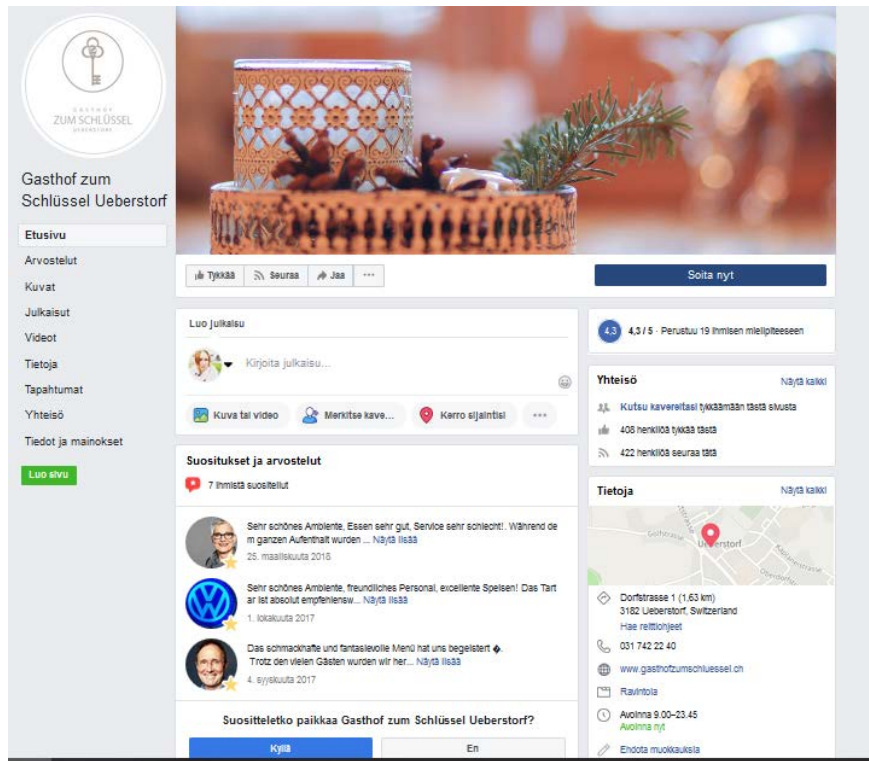 GASTHOF
ZUM SCHLÜSSEL
UEBERSTORF
Gasthof zum
Schlüssel Ueberstorf
Etusivu
Arvostelut
Kuvat
Julkaisut
Videot
Tietoja
Tapahtumat
Yhteisö
Tiedot ja mainokset
Luo sivu
Tykkää
Seuraa
Jaa
Soita nyt
Luo julkaisu
Kirjoita julkaisu...
Kuva tai video
Merkitse kave...
Kerro sijaintisi
Suositukset ja arvostelut
7 ihmistä suositellut
Sehr schönes Ambiente, Essen sehr gut, Service sehr schlecht!. Während de
m ganzen Aufenthalt wurden ... Näytä lisää
25. maaliskuuta 2018
Sehr schönes Ambiente, freundliches Personal, excellente Speisen! Das Tart
ar ist absolut empfehlensw... Näytä lisää
1. lokakuuta 2017
Das schmackhafte und fantasievolle Menü hat uns begeistert �.
Trotz den vielen Gästen wurden wir her... Näytä lisää
4. syyskuuta 2017
Suositteletko paikkaa Gasthof zum Schlüssel Ueberstorf?
Kyllä
En
4,3
4,3 / 5 · Perustuu 19 ihmisen mielipiteeseen
Yhteisö
Näytä kaikki
Kutsu kavereitasi tykkäämään tästä sivusta
408 henkilöä tykkää tästä
422 henkilöä seuraa tätä
Tietoja
Näytä kaikki
Ueberstorf
Dorfstrasse 1 (1,63 km)
3182 Ueberstorf, Switzerland
Hae reittiohjeet
031 742 22 40
www.gasthofzumschluessel.ch
Ravintola
Avoinna 9.00–23.45
Avoinna nyt
Ehdota muokkauksia